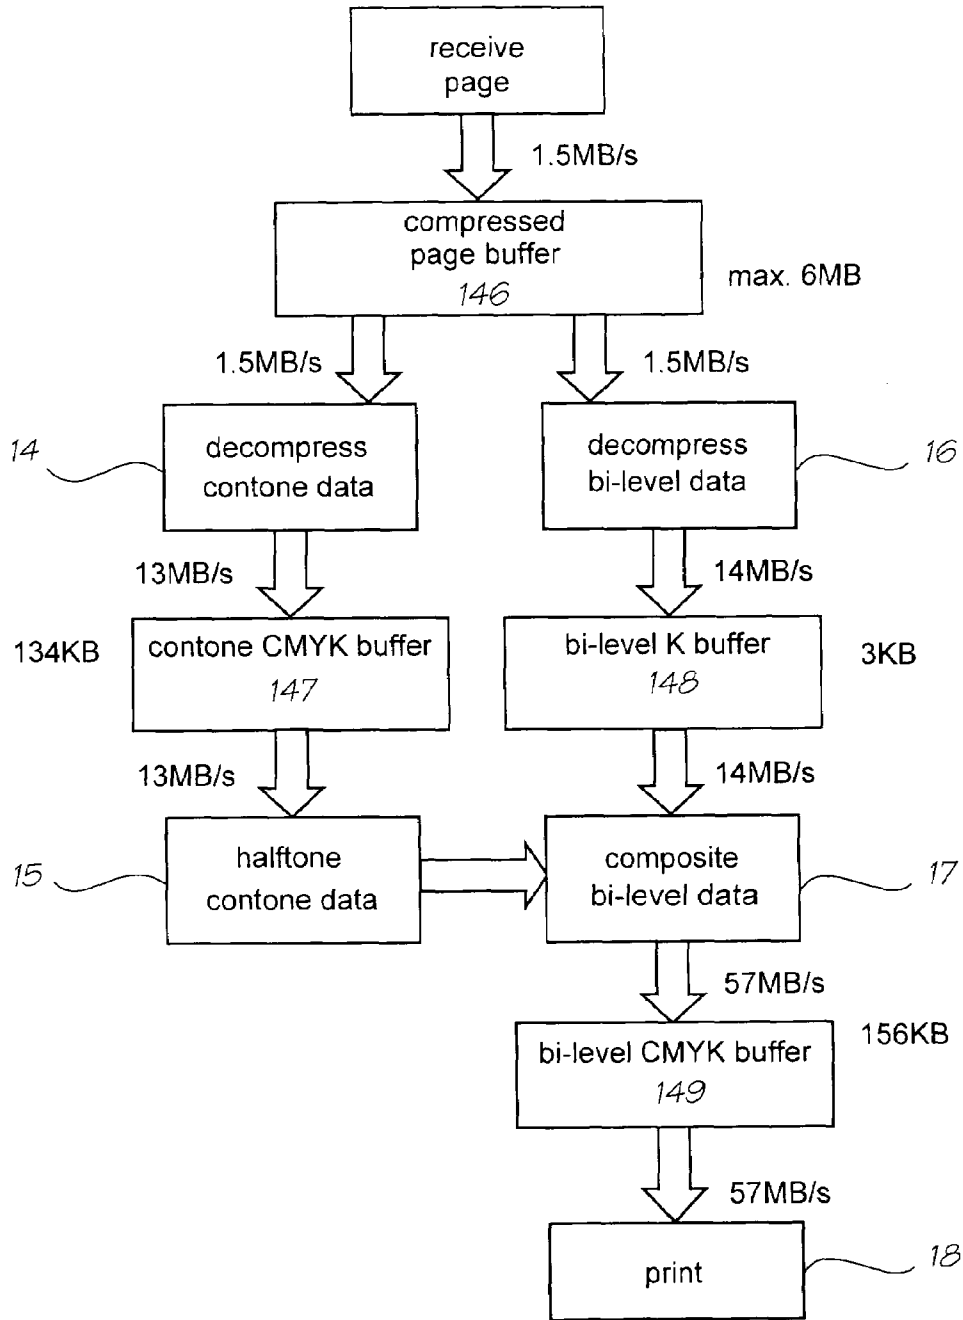 receive
page
1.5MB/s
compressed
page buffer
146
max. 6MB
1.5MB/s
1.5MB/s
14
decompress
contone data
decompress
bi-level data
16
13MB/s
14MB/s
134KB
contone CMYK buffer
147
bi-level K buffer
148
3KB
13MB/s
14MB/s
15
halftone
contone data
composite
bi-level data
17
57MB/s
bi-level CMYK buffer
149
156KB
57MB/s
print
18